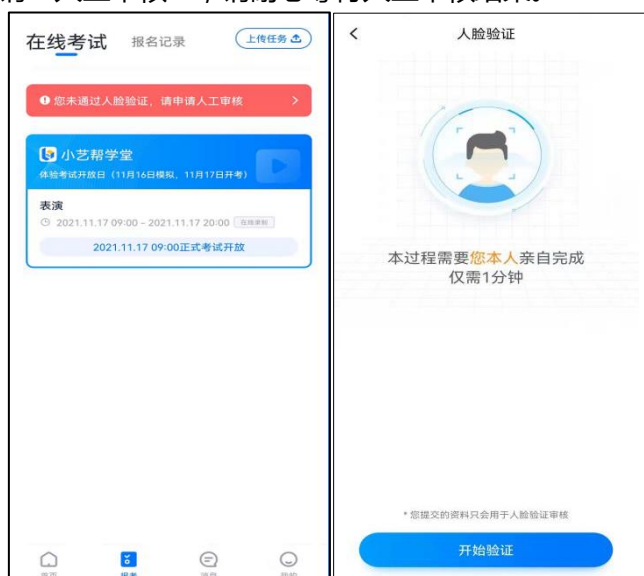 在线考试 报名记录 上传任务
您未通过人脸验证，请申请人工审核 >
小艺帮学堂
体验考试开放日（11月16日模拟，11月17日开考）
表演
2021.11.17 09:00 - 2021.11.17 20:00 在线录制
2021.11.17 09:00正式考试开放
报考
人脸验证
本过程需要您本人亲自完成
仅需1分钟
*您提交的资料只会用于人脸验证审核
开始验证